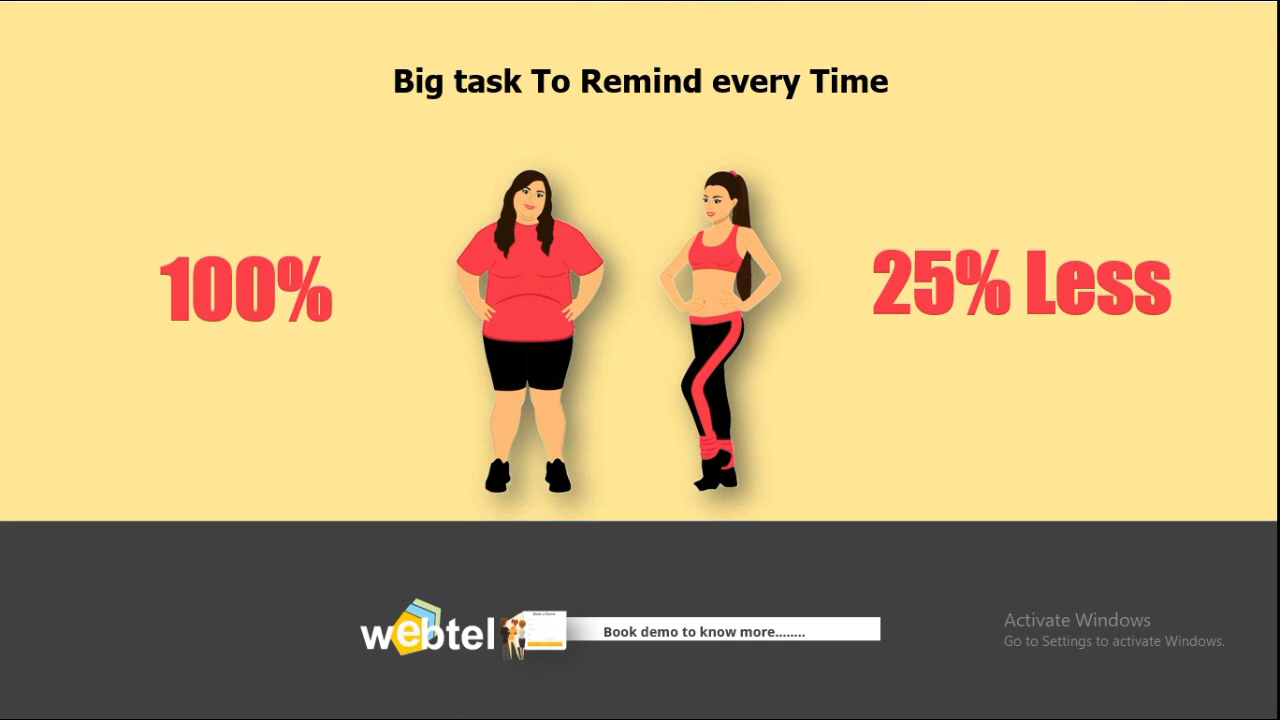 Big task To Remind every Time
100%
25% Less
webtel
Book demo to know more........
Activate Windows
Go to Settings to activate Windows.